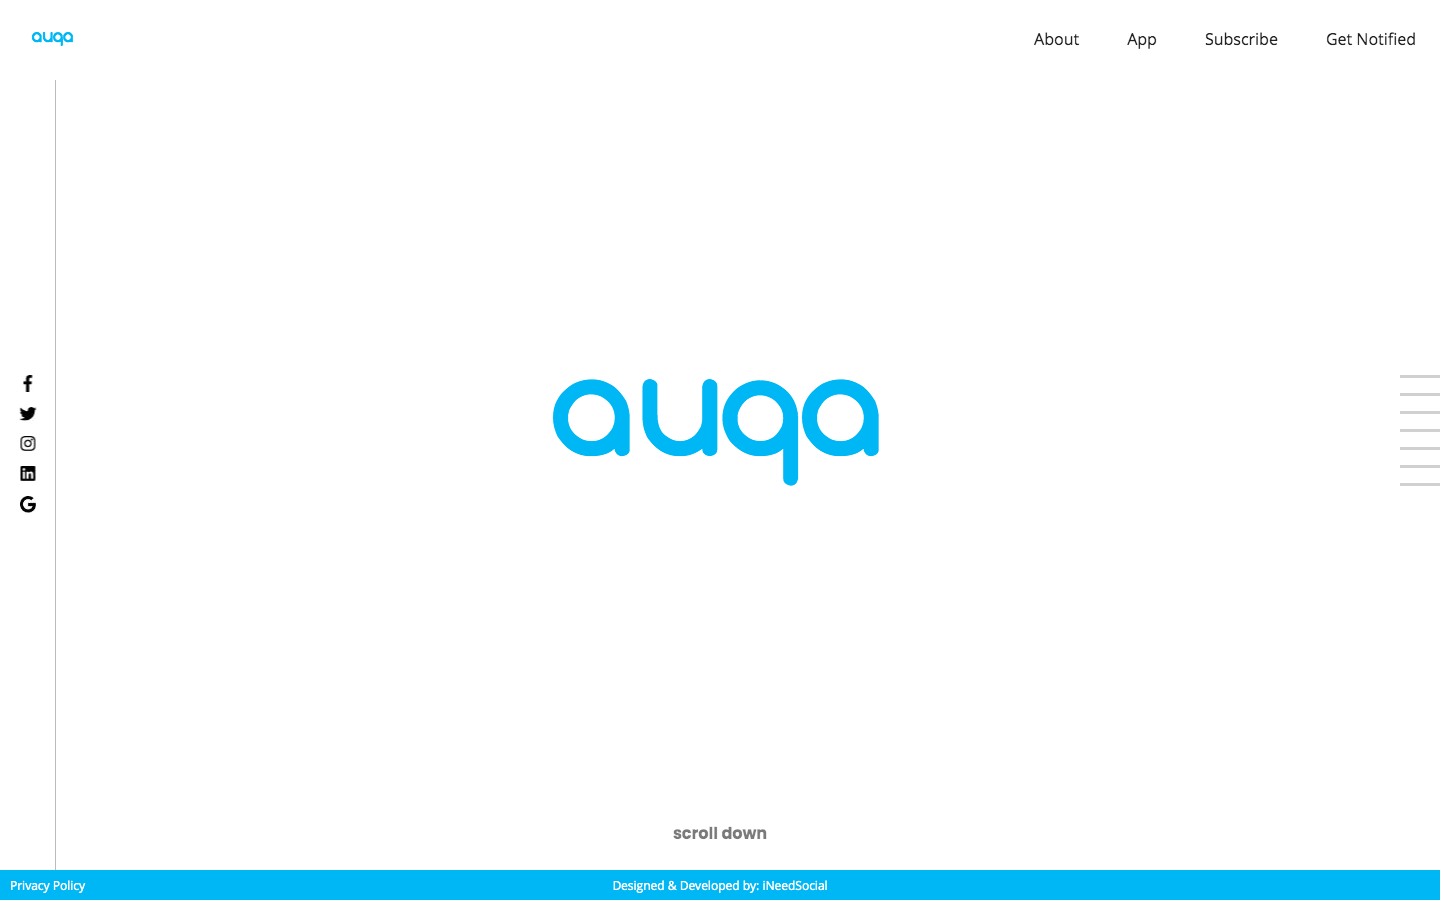 auqa
About
App
Subscribe
Get Notified
auqa
scroll down
Privacy Policy
Designed & Developed by: iNeedSocial